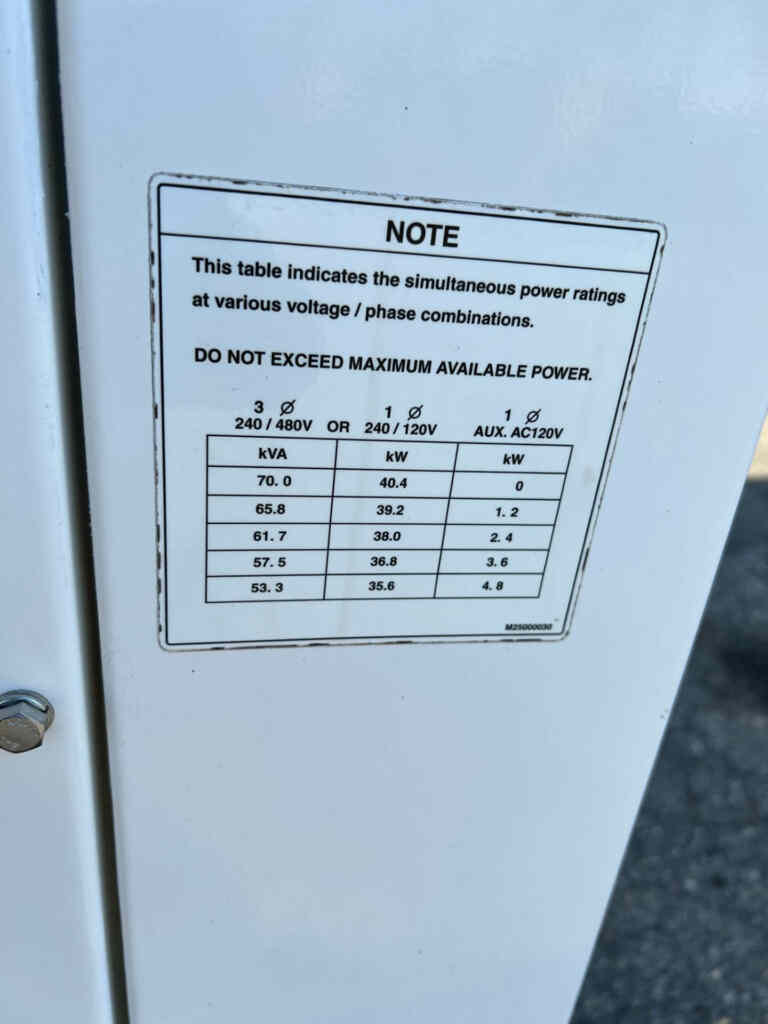 NOTE
This table indicates the simultaneous power ratings
at various voltage / phase combinations.
DO NOT EXCEED MAXIMUM AVAILABLE POWER.
3 Ø 1 Ø 1 Ø
240 / 480V OR 240 / 120V AUX. AC120V
kVA kW kW
70. 0 40.4 0
65.8 39.2 1. 2
61. 7 38.0 2. 4
57. 5 36.8 3. 6
53. 3 35.6 4. 8
M25000030